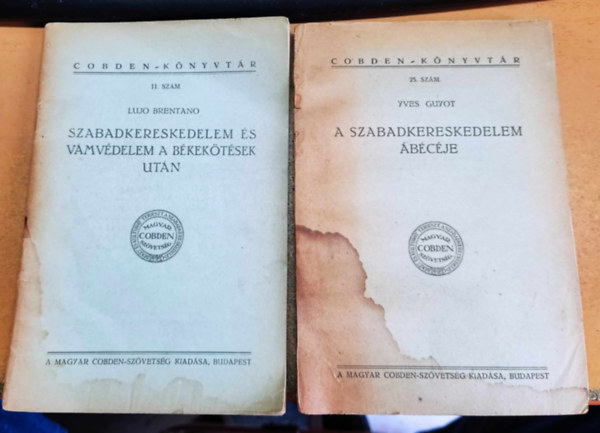 COBDEN-KÖNYVTÁR
11. SZÁM
LUJO BRENTANO
SZABADKERESKEDELEM ÉS
VÁMVÉDELEM A BÉKEKÖTÉSEK
UTÁN
MAGYAR
COBDEN
SZÖVETSÉG
A MAGYAR COBDEN-SZÖVETSÉG KIADÁSA, BUDAPEST
COBDEN-KÖNYVTÁR
25. SZÁM.
YVES GUYOT
A SZABADKERESKEDELEM
ÁBÉCÉJE
MAGYAR
COBDEN
SZÖVETSÉG
A MAGYAR COBDEN-SZÖVETSÉG KIADÁSA, BUDAPEST